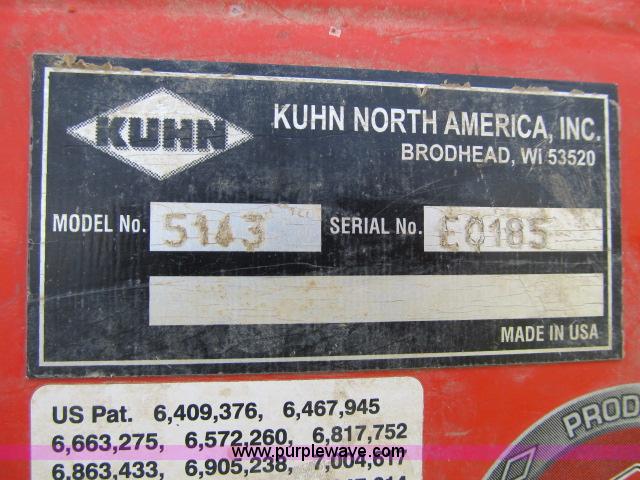 KUHN
KUHN NORTH AMERICA, INC.
BRODHEAD, WI 53520
MODEL No. 5143 SERIAL No. E0185
MADE IN USA
US Pat. 6,409,376, 6,467,945
6,663,275, 6,572,260, 6,817,752
6,863,433, 6,905,238, 7,004,617
www.purplewave.com
PROD